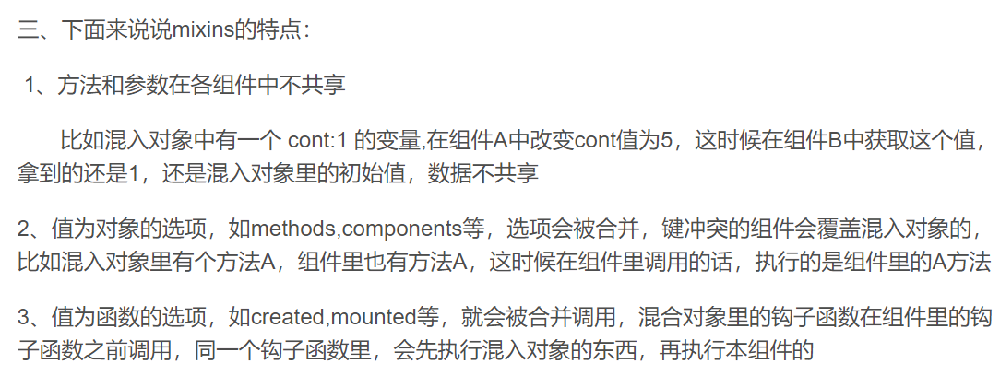 三、下面来说说mixins的特点：
1、方法和参数在各组件中不共享
比如混入对象中有一个 cont:1 的变量,在组件A中改变cont值为5，这时候在组件B中获取这个值，
拿到的还是1，还是混入对象里的初始值，数据不共享
2、值为对象的选项，如methods,components等，选项会被合并，键冲突的组件会覆盖混入对象的，
比如混入对象里有个方法A，组件里也有方法A，这时候在组件里调用的话，执行的是组件里的A方法
3、值为函数的选项，如created,mounted等，就会被合并调用，混合对象里的钩子函数在组件里的钩
子函数之前调用，同一个钩子函数里，会先执行混入对象的东西，再执行本组件的